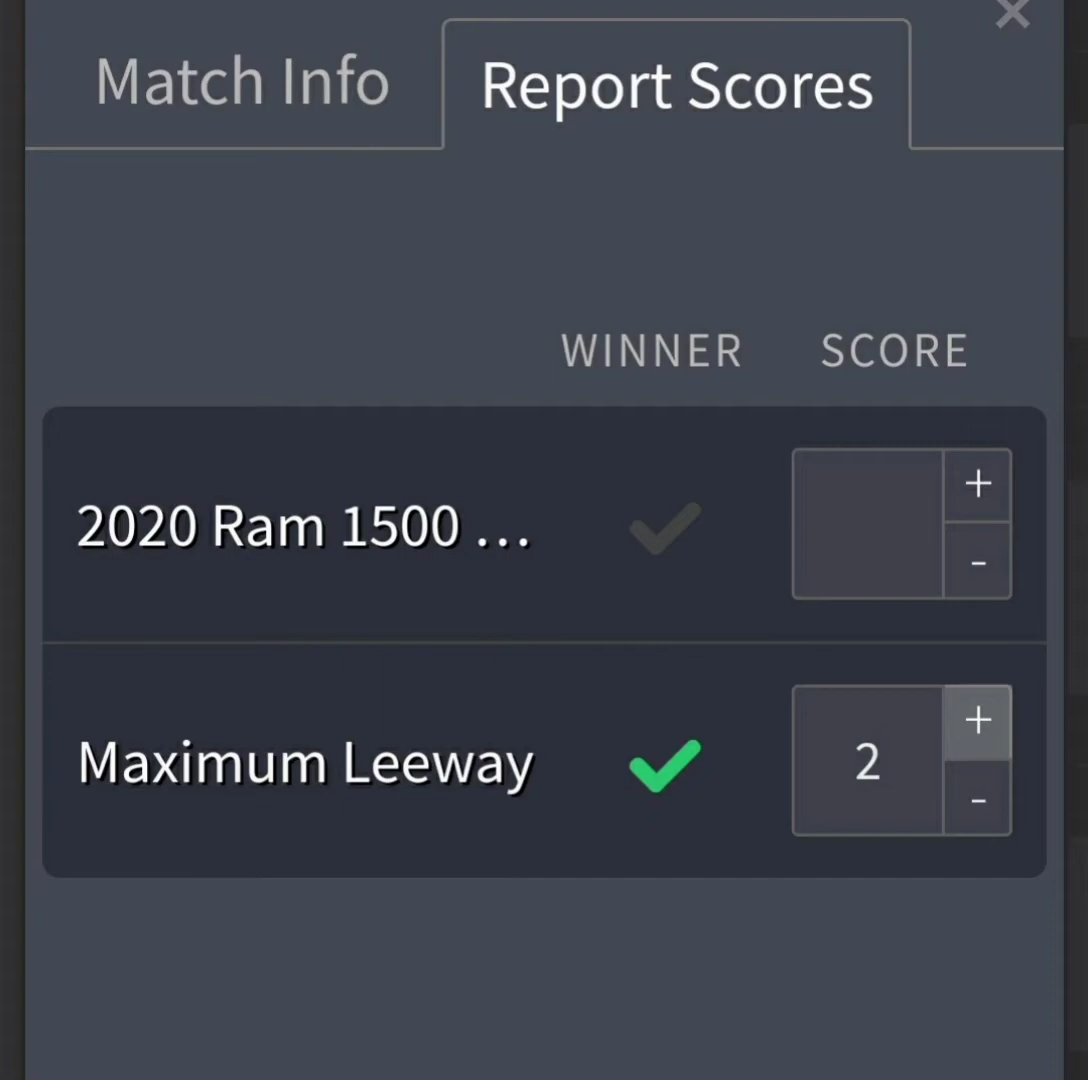 Match Info
Report Scores
WINNER SCORE
2020 Ram 1500 ...
+
-
Maximum Leeway
2
+
-